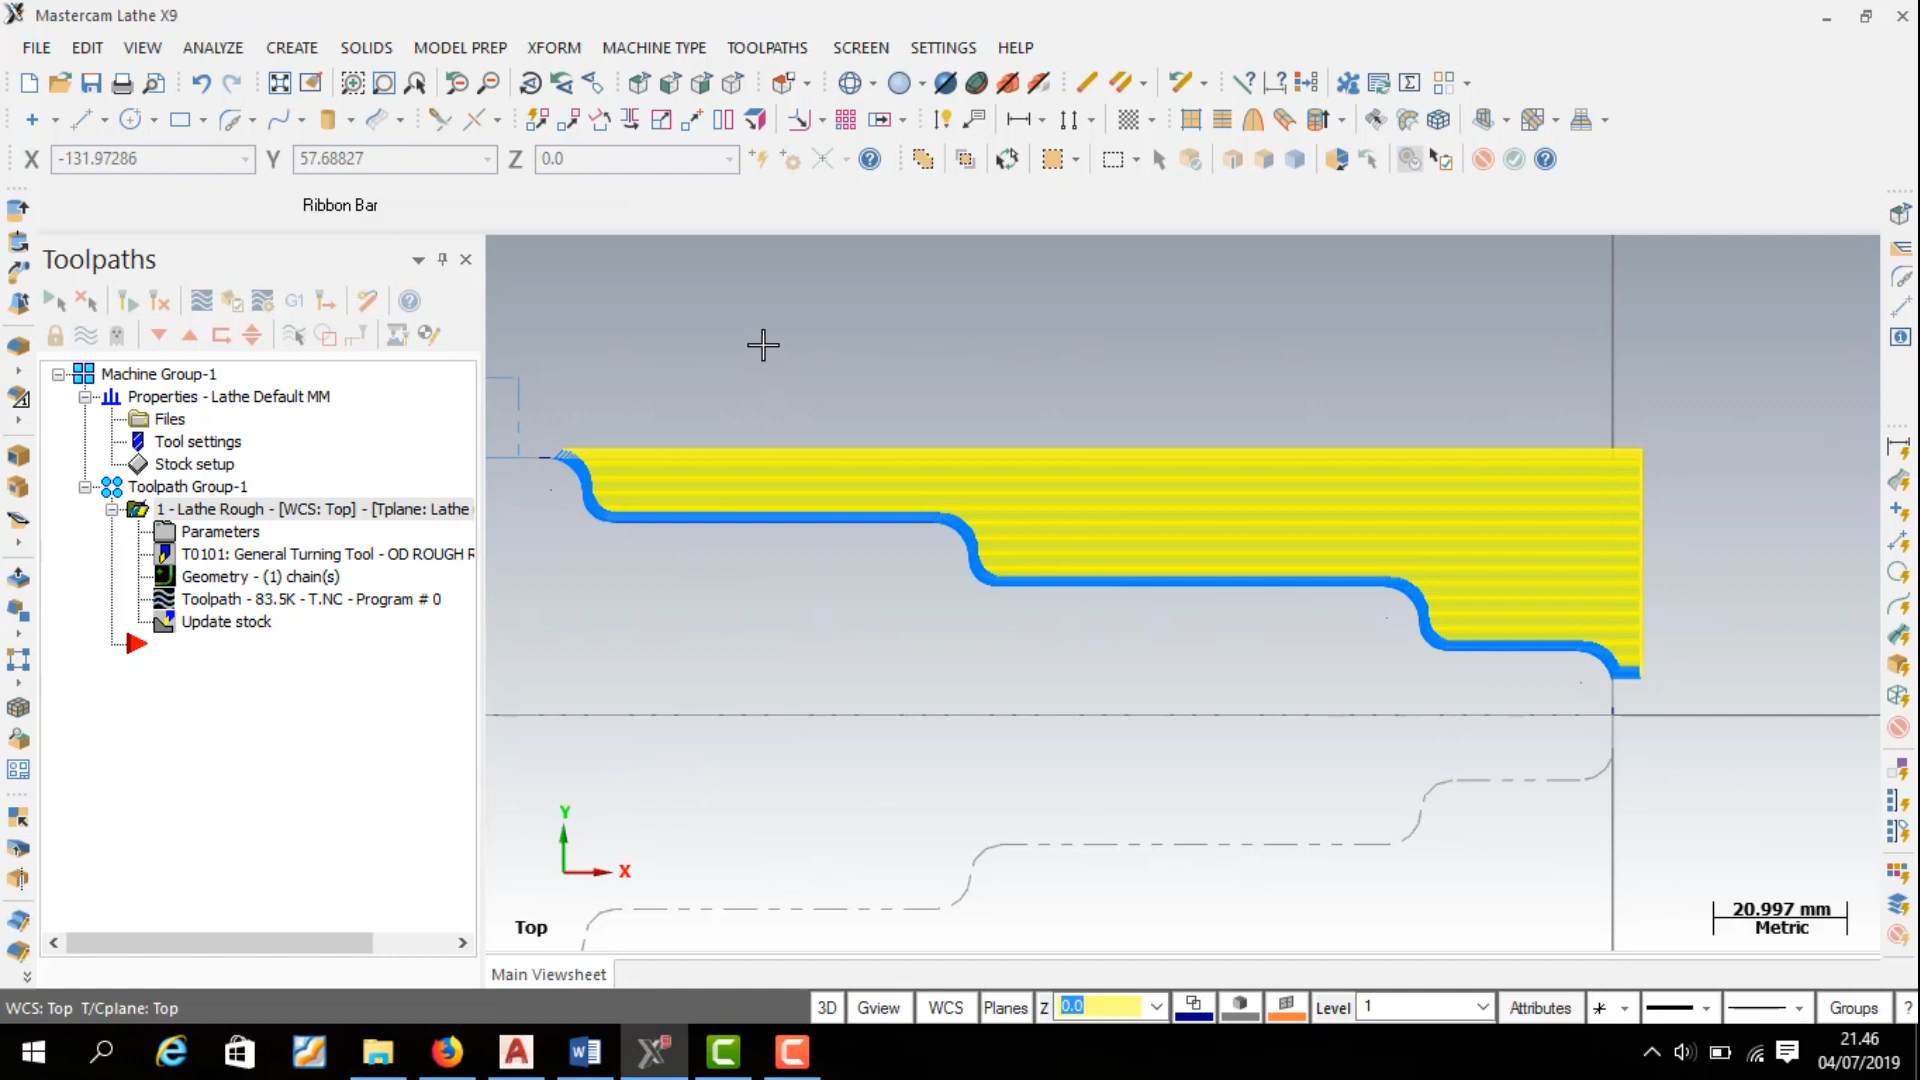 Mastercam Lathe X9
FILE EDIT VIEW ANALYZE CREATE SOLIDS MODEL PREP XFORM MACHINE TYPE TOOLPATHS SCREEN SETTINGS HELP
X -131.97286 Y 57.68827 Z 0.0
Ribbon Bar
Toolpaths
G1
Machine Group-1
Properties - Lathe Default MM
Files
Tool settings
Stock setup
Toolpath Group-1
1 - Lathe Rough - [WCS: Top] - [Tplane: Lathe
Parameters
T0101: General Turning Tool - OD ROUGH R
Geometry - (1) chain(s)
Toolpath - 83.5K - T.NC - Program # 0
Update stock
Y
X
Top
20.997 mm
Metric
Main Viewsheet
WCS: Top T/Cplane: Top
3D Gview WCS Planes Z 0.0 Level 1 Attributes Groups ?
21.46
04/07/2019